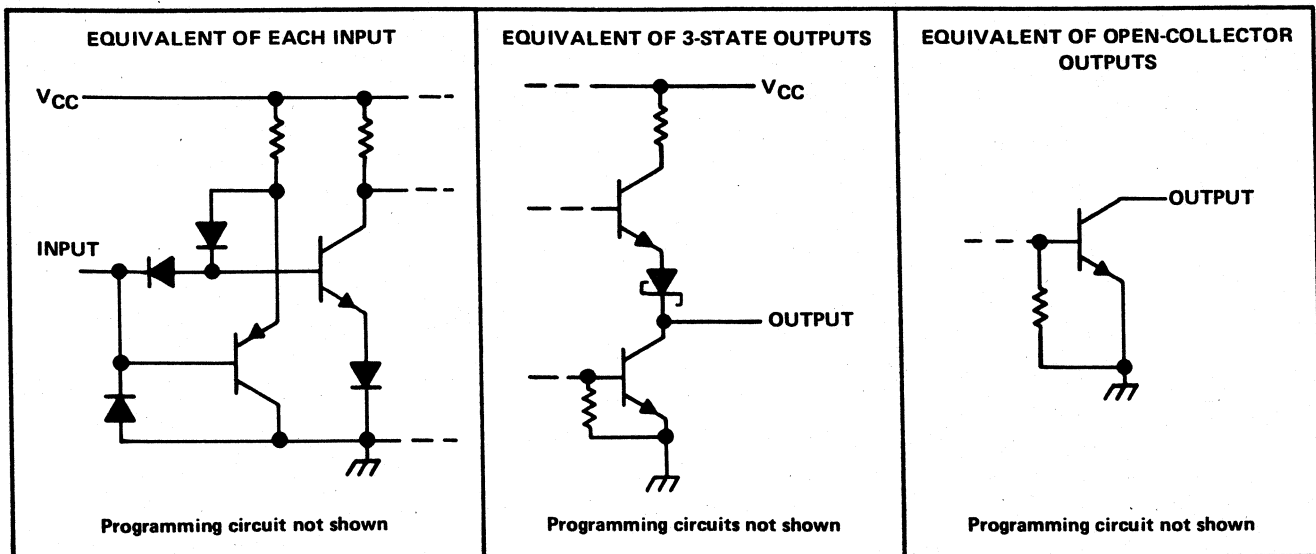 EQUIVALENT OF EACH INPUT
VCC
INPUT
Programming circuit not shown
EQUIVALENT OF 3-STATE OUTPUTS
VCC
OUTPUT
Programming circuits not shown
EQUIVALENT OF OPEN-COLLECTOR
OUTPUTS
OUTPUT
Programming circuit not shown